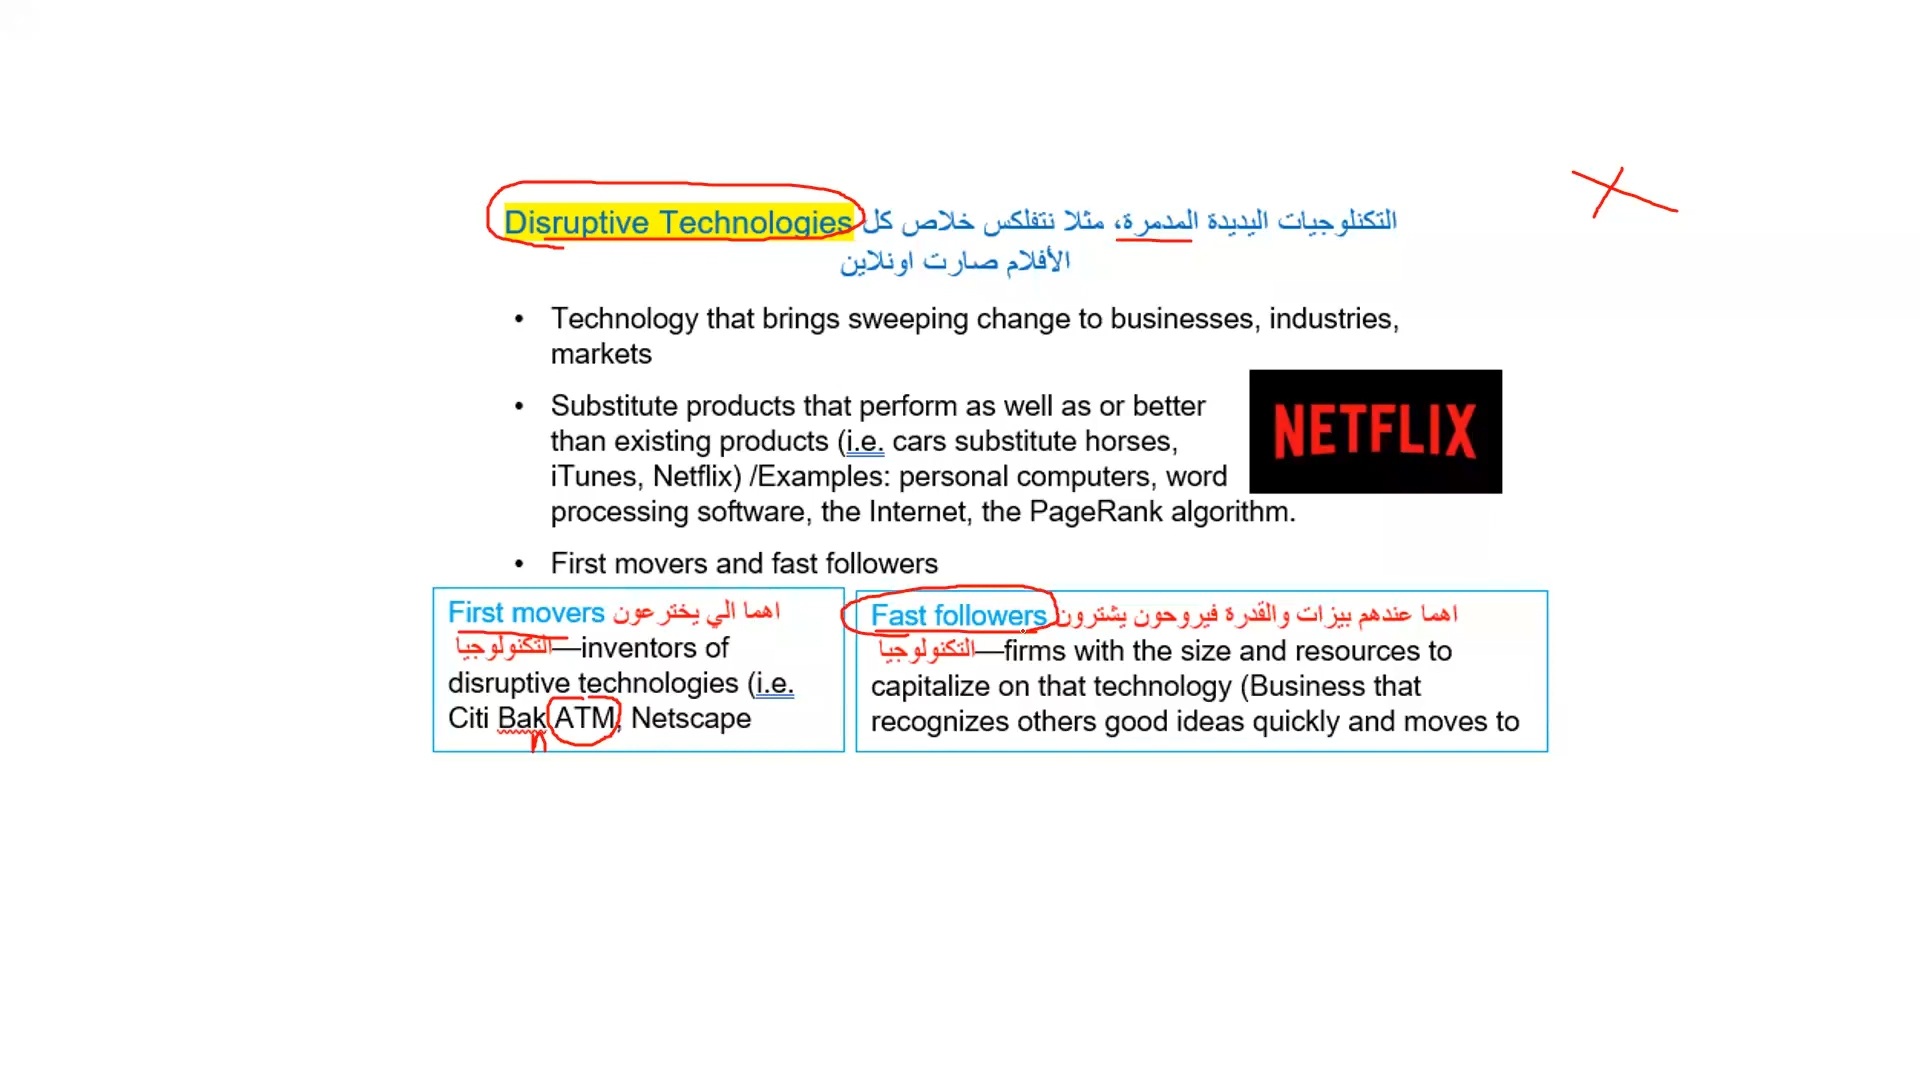 Disruptive Technologies التكنلوجيات اليديدة المدمرة، مثلا نتفلكس خلاص كل
الأفلام صارت اونلاين
• Technology that brings sweeping change to businesses, industries,
markets
• Substitute products that perform as well as or better
than existing products (i.e. cars substitute horses,
iTunes, Netflix) /Examples: personal computers, word
processing software, the Internet, the PageRank algorithm.
NETFLIX
• First movers and fast followers
First movers اهما الي يخترعون
التكنولوجيا—inventors of
disruptive technologies (i.e.
Citi Bak ATM, Netscape
n
Fast followers اهما عندهم بيزات والقدرة فيروحون يشترون
التكنولوجيا—firms with the size and resources to
capitalize on that technology (Business that
recognizes others good ideas quickly and moves to